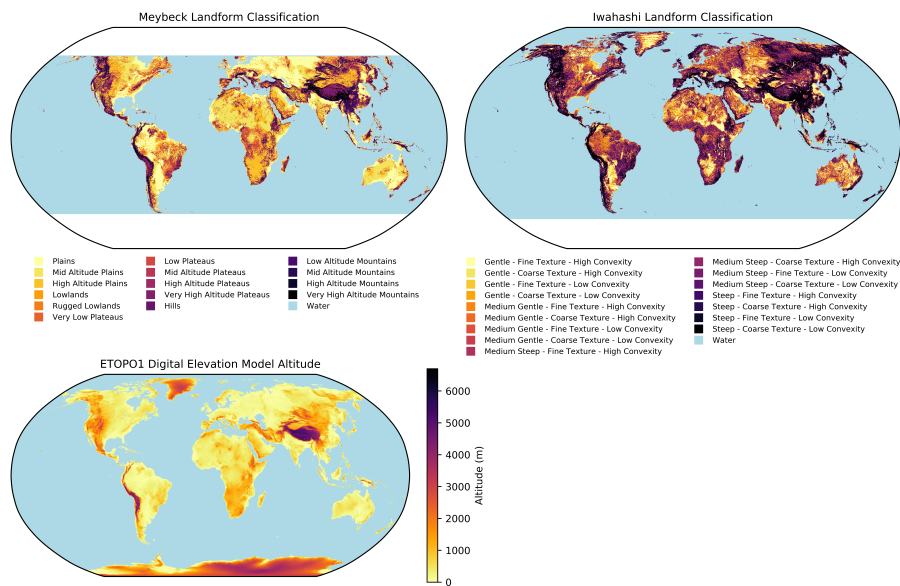 Meybeck Landform Classification
Iwahashi Landform Classification
Plains
Mid Altitude Plains
High Altitude Plains
Lowlands
Rugged Lowlands
Very Low Plateaus
Low Plateaus
Mid Altitude Plateaus
High Altitude Plateaus
Very High Altitude Plateaus
Hills
Low Altitude Mountains
Mid Altitude Mountains
High Altitude Mountains
Very High Altitude Mountains
Water
Gentle - Fine Texture - High Convexity
Gentle - Coarse Texture - High Convexity
Gentle - Fine Texture - Low Convexity
Gentle - Coarse Texture - Low Convexity
Medium Gentle - Fine Texture - High Convexity
Medium Gentle - Coarse Texture - High Convexity
Medium Gentle - Fine Texture - Low Convexity
Medium Gentle - Coarse Texture - Low Convexity
Medium Steep - Fine Texture - High Convexity
Medium Steep - Coarse Texture - High Convexity
Medium Steep - Fine Texture - Low Convexity
Medium Steep - Coarse Texture - Low Convexity
Steep - Fine Texture - High Convexity
Steep - Coarse Texture - High Convexity
Steep - Fine Texture - Low Convexity
Steep - Coarse Texture - Low Convexity
Water
ETOPO1 Digital Elevation Model Altitude
6000
5000
4000
3000
2000
1000
0
Altitude (m)